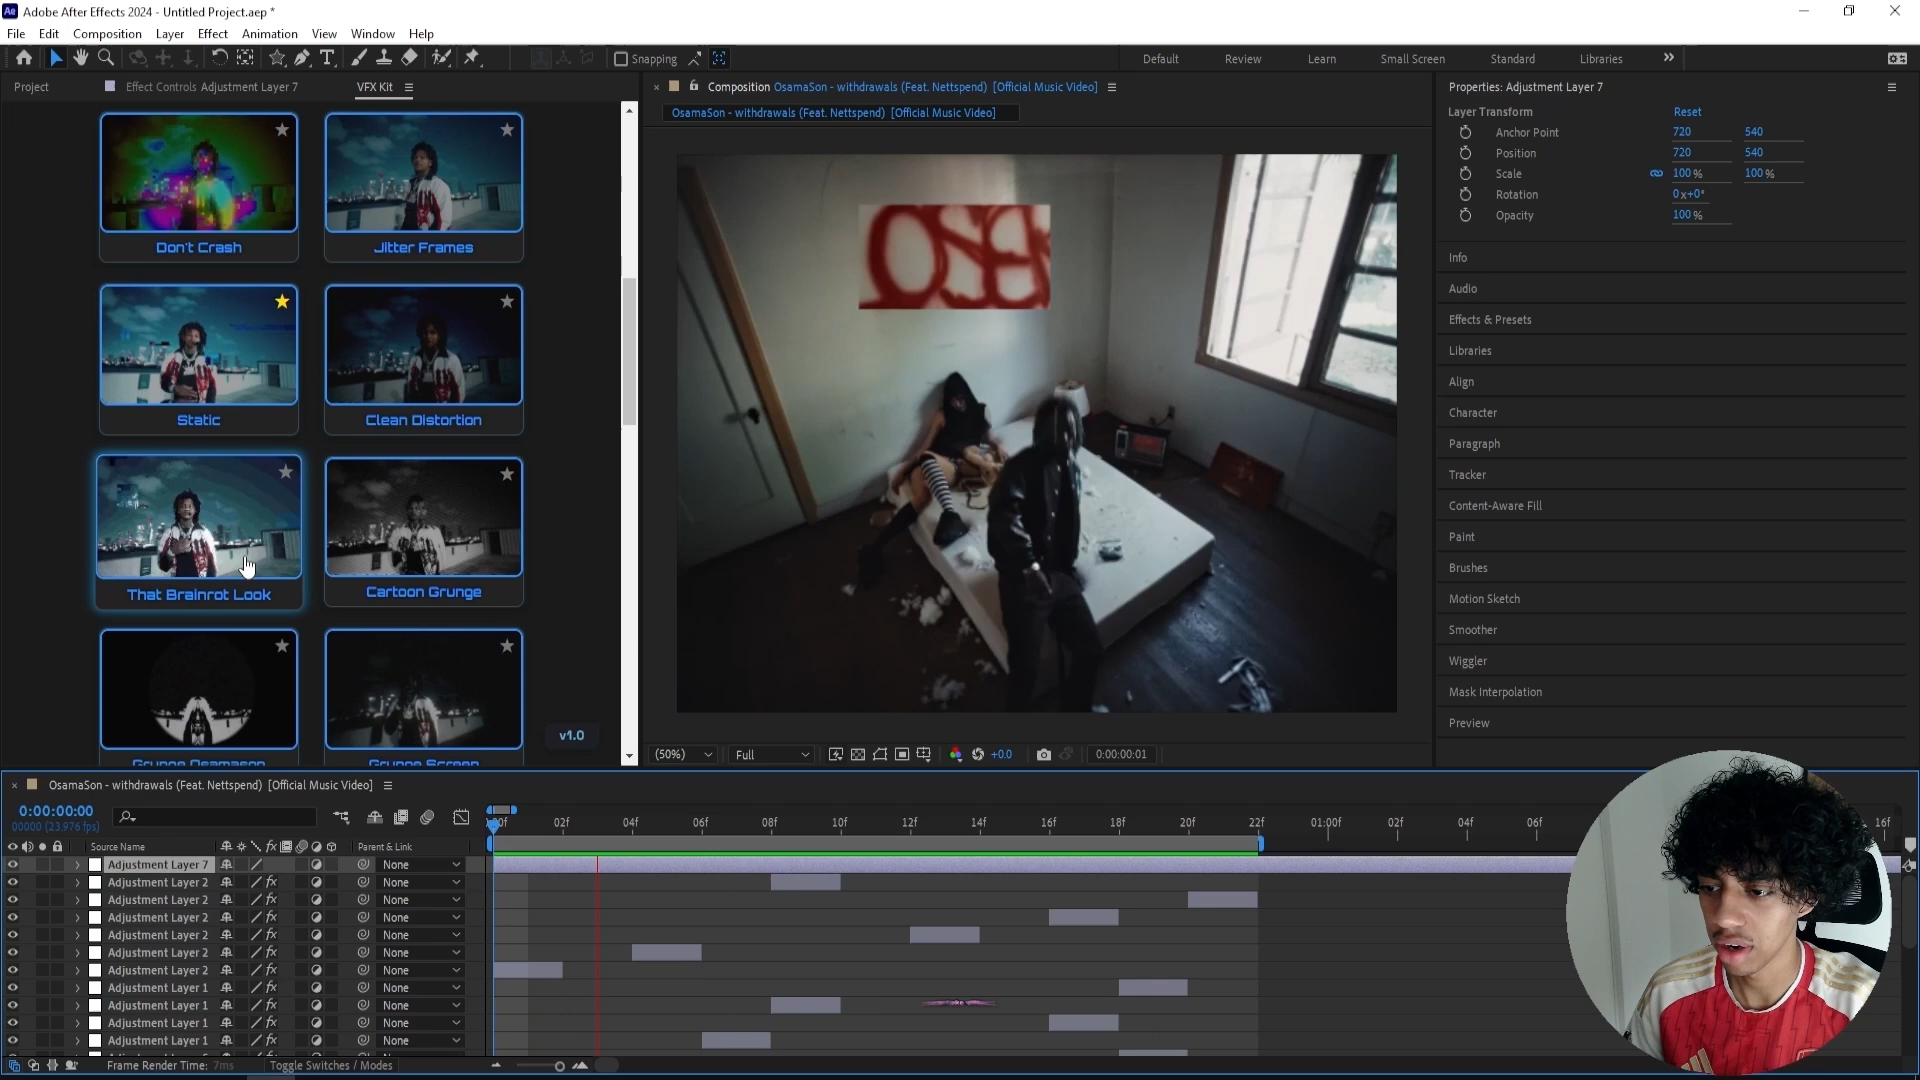 Adobe After Effects 2024 - Untitled Project.aep *
File Edit Composition Layer Effect Animation View Window Help
Snapping
Default Review Learn Small Screen Standard Libraries
Project Effect Controls Adjustment Layer 7 VFX Kit
Don't Crash
Jitter Frames
Static
Clean Distortion
That Brainrot Look
Cartoon Grunge
v1.0
Composition OsamaSon - withdrawals (Feat. Nettspend) [Official Music Video]
OsamaSon - withdrawals (Feat. Nettspend) [Official Music Video]
(50%) Full +0.0 0:00:00:01
Properties: Adjustment Layer 7
Layer Transform Reset
Anchor Point 720 540
Position 720 540
Scale 100 % 100 %
Rotation 0x+0°
Opacity 100 %
Info
Audio
Effects & Presets
Libraries
Align
Character
Paragraph
Tracker
Content-Aware Fill
Paint
Brushes
Motion Sketch
Smoother
Wiggler
Mask Interpolation
Preview
OsamaSon - withdrawals (Feat. Nettspend) [Official Music Video]
0:00:00:00
00000 (23.976 fps)
02f 04f 06f 08f 10f 12f 14f 16f 18f 20f 22f 01:00f 02f 04f 06f 16f
Source Name Parent & Link
Adjustment Layer 7 None
Adjustment Layer 2 None
Adjustment Layer 2 None
Adjustment Layer 2 None
Adjustment Layer 2 None
Adjustment Layer 2 None
Adjustment Layer 2 None
Adjustment Layer 1 None
Adjustment Layer 1 None
Adjustment Layer 1 None
Adjustment Layer 1 None
Frame Render Time: 7ms Toggle Switches / Modes